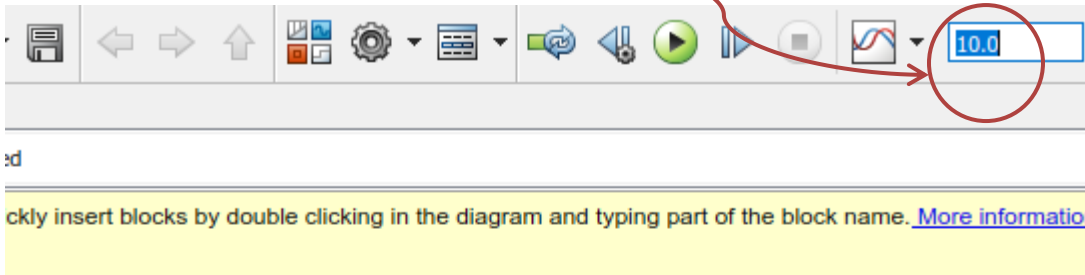 10.0
ed
ckly insert blocks by double clicking in the diagram and typing part of the block name. More informatio